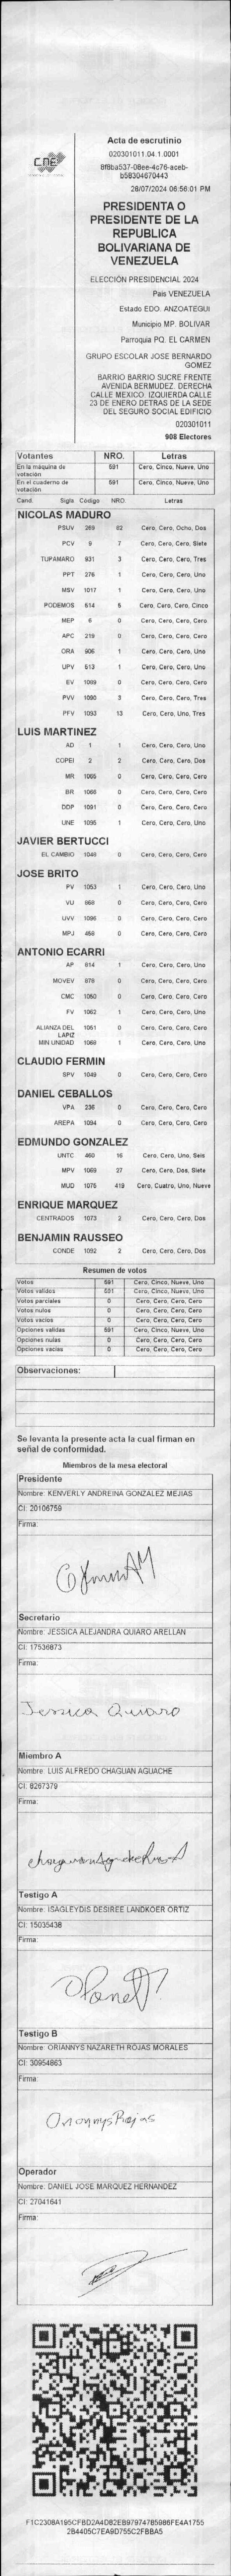 CNE
Acta de escrutinio
020301011.04.1.0001
8f8ba537-08ee-4c76-aceb-
b58304670443
28/07/2024 06:56:01 PM
PRESIDENTA O
PRESIDENTE DE LA
REPUBLICA
BOLIVARIANA DE
VENEZUELA
ELECCIÓN PRESIDENCIAL 2024
Pais VENEZUELA
Estado EDO. ANZOATEGUI
Municipio MP. BOLIVAR
Parroquia PQ. EL CARMEN
GRUPO ESCOLAR JOSE BERNARDO
GOMEZ
BARRIO BARRIO SUCRE FRENTE
AVENIDA BERMUDEZ. DERECHA
CALLE MEXICO. IZQUIERDA CALLE
23 DE ENERO DETRAS DE LA SEDE
DEL SEGURO SOCIAL EDIFICIO
020301011
908 Electores
Votantes NRO. Letras
En la máquina de votación 591 Cero, Cinco, Nueve, Uno
En el cuaderno de votación 591 Cero, Cinco, Nueve, Uno
Cand. Sigla Código NRO. Letras
NICOLAS MADURO
PSUV 269 82 Cero, Cero, Ocho, Dos
PCV 9 7 Cero, Cero, Cero, Siete
TUPAMARO 931 3 Cero, Cero, Cero, Tres
PPT 276 1 Cero, Cero, Cero, Uno
MSV 1017 1 Cero, Cero, Cero, Uno
PODEMOS 514 5 Cero, Cero, Cero, Cinco
MEP 6 0 Cero, Cero, Cero, Cero
APC 219 0 Cero, Cero, Cero, Cero
ORA 906 1 Cero, Cero, Cero, Uno
UPV 513 1 Cero, Cero, Cero, Uno
EV 1089 0 Cero, Cero, Cero, Cero
PVV 1090 3 Cero, Cero, Cero, Tres
PFV 1093 13 Cero, Cero, Uno, Tres
LUIS MARTINEZ
AD 1 1 Cero, Cero, Cero, Uno
COPEI 2 2 Cero, Cero, Cero, Dos
MR 1065 0 Cero, Cero, Cero, Cero
BR 1066 0 Cero, Cero, Cero, Cero
DDP 1091 0 Cero, Cero, Cero, Cero
UNE 1095 1 Cero, Cero, Cero, Uno
JAVIER BERTUCCI
EL CAMBIO 1048 0 Cero, Cero, Cero, Cero
JOSE BRITO
PV 1053 1 Cero, Cero, Cero, Uno
VU 868 0 Cero, Cero, Cero, Cero
UVV 1096 0 Cero, Cero, Cero, Cero
MPJ 458 0 Cero, Cero, Cero, Cero
ANTONIO ECARRI
AP 814 1 Cero, Cero, Cero, Uno
MOVEV 878 0 Cero, Cero, Cero, Cero
CMC 1050 0 Cero, Cero, Cero, Cero
FV 1062 1 Cero, Cero, Cero, Uno
ALIANZA DEL LAPIZ 1051 0 Cero, Cero, Cero, Cero
MIN UNIDAD 1068 1 Cero, Cero, Cero, Uno
CLAUDIO FERMIN
SPV 1049 0 Cero, Cero, Cero, Cero
DANIEL CEBALLOS
VPA 236 0 Cero, Cero, Cero, Cero
AREPA 1094 0 Cero, Cero, Cero, Cero
EDMUNDO GONZALEZ
UNTC 460 16 Cero, Cero, Uno, Seis
MPV 1069 27 Cero, Cero, Dos, Siete
MUD 1075 419 Cero, Cuatro, Uno, Nueve
ENRIQUE MARQUEZ
CENTRADOS 1073 2 Cero, Cero, Cero, Dos
BENJAMIN RAUSSEO
CONDE 1092 2 Cero, Cero, Cero, Dos
Resumen de votos
Votos 591 Cero, Cinco, Nueve, Uno
Votos validos 591 Cero, Cinco, Nueve, Uno
Votos parciales 0 Cero, Cero, Cero, Cero
Votos nulos 0 Cero, Cero, Cero, Cero
Votos vacios 0 Cero, Cero, Cero, Cero
Opciones validas 591 Cero, Cinco, Nueve, Uno
Opciones nulas 0 Cero, Cero, Cero, Cero
Opciones vacias 0 Cero, Cero, Cero, Cero
Observaciones:
Se levanta la presente acta la cual firman en
señal de conformidad.
Miembros de la mesa electoral
Presidente
Nombre: KENVERLY ANDREINA GONZALEZ MEJIAS
CI: 20106759
Firma:
Secretario
Nombre: JESSICA ALEJANDRA QUIARO ARELLAN
CI: 17536873
Firma:
Jessica Quiaro
Miembro A
Nombre: LUIS ALFREDO CHAGUAN AGUACHE
CI: 8267379
Firma:
Testigo A
Nombre: ISAGLEYDIS DESIREE LANDKOER ORTIZ
CI: 15035438
Firma:
Testigo B
Nombre: ORIANNYS NAZARETH ROJAS MORALES
CI: 30954863
Firma:
Oriannys Rojas
Operador
Nombre: DANIEL JOSE MARQUEZ HERNANDEZ
CI: 27041641
Firma:
F1C2308A195CFBD2A4D82EB97974785986FE4A1755
2B4405C7EA9D755C2FBBA5